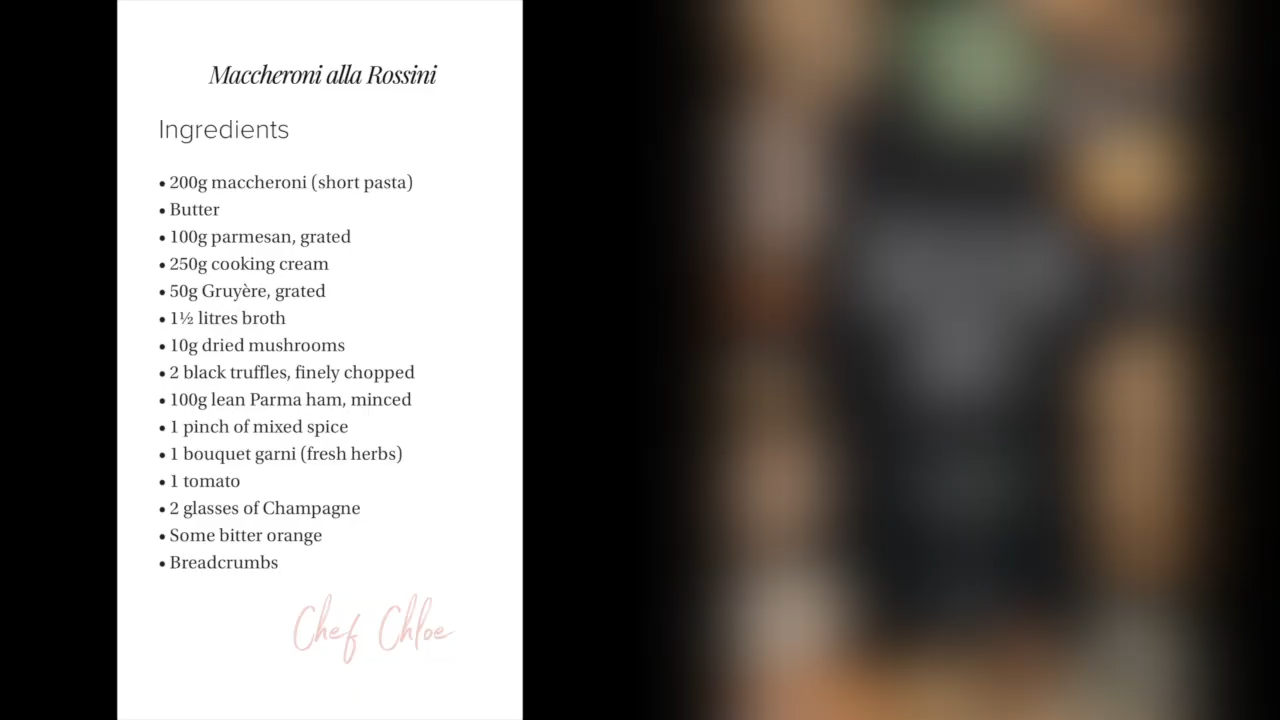 Maccheroni alla Rossini
Ingredients
• 200g maccheroni (short pasta)
• Butter
• 100g parmesan, grated
• 250g cooking cream
• 50g Gruyère, grated
• 1½ litres broth
• 10g dried mushrooms
• 2 black truffles, finely chopped
• 100g lean Parma ham, minced
• 1 pinch of mixed spice
• 1 bouquet garni (fresh herbs)
• 1 tomato
• 2 glasses of Champagne
• Some bitter orange
• Breadcrumbs
Chef Chloe